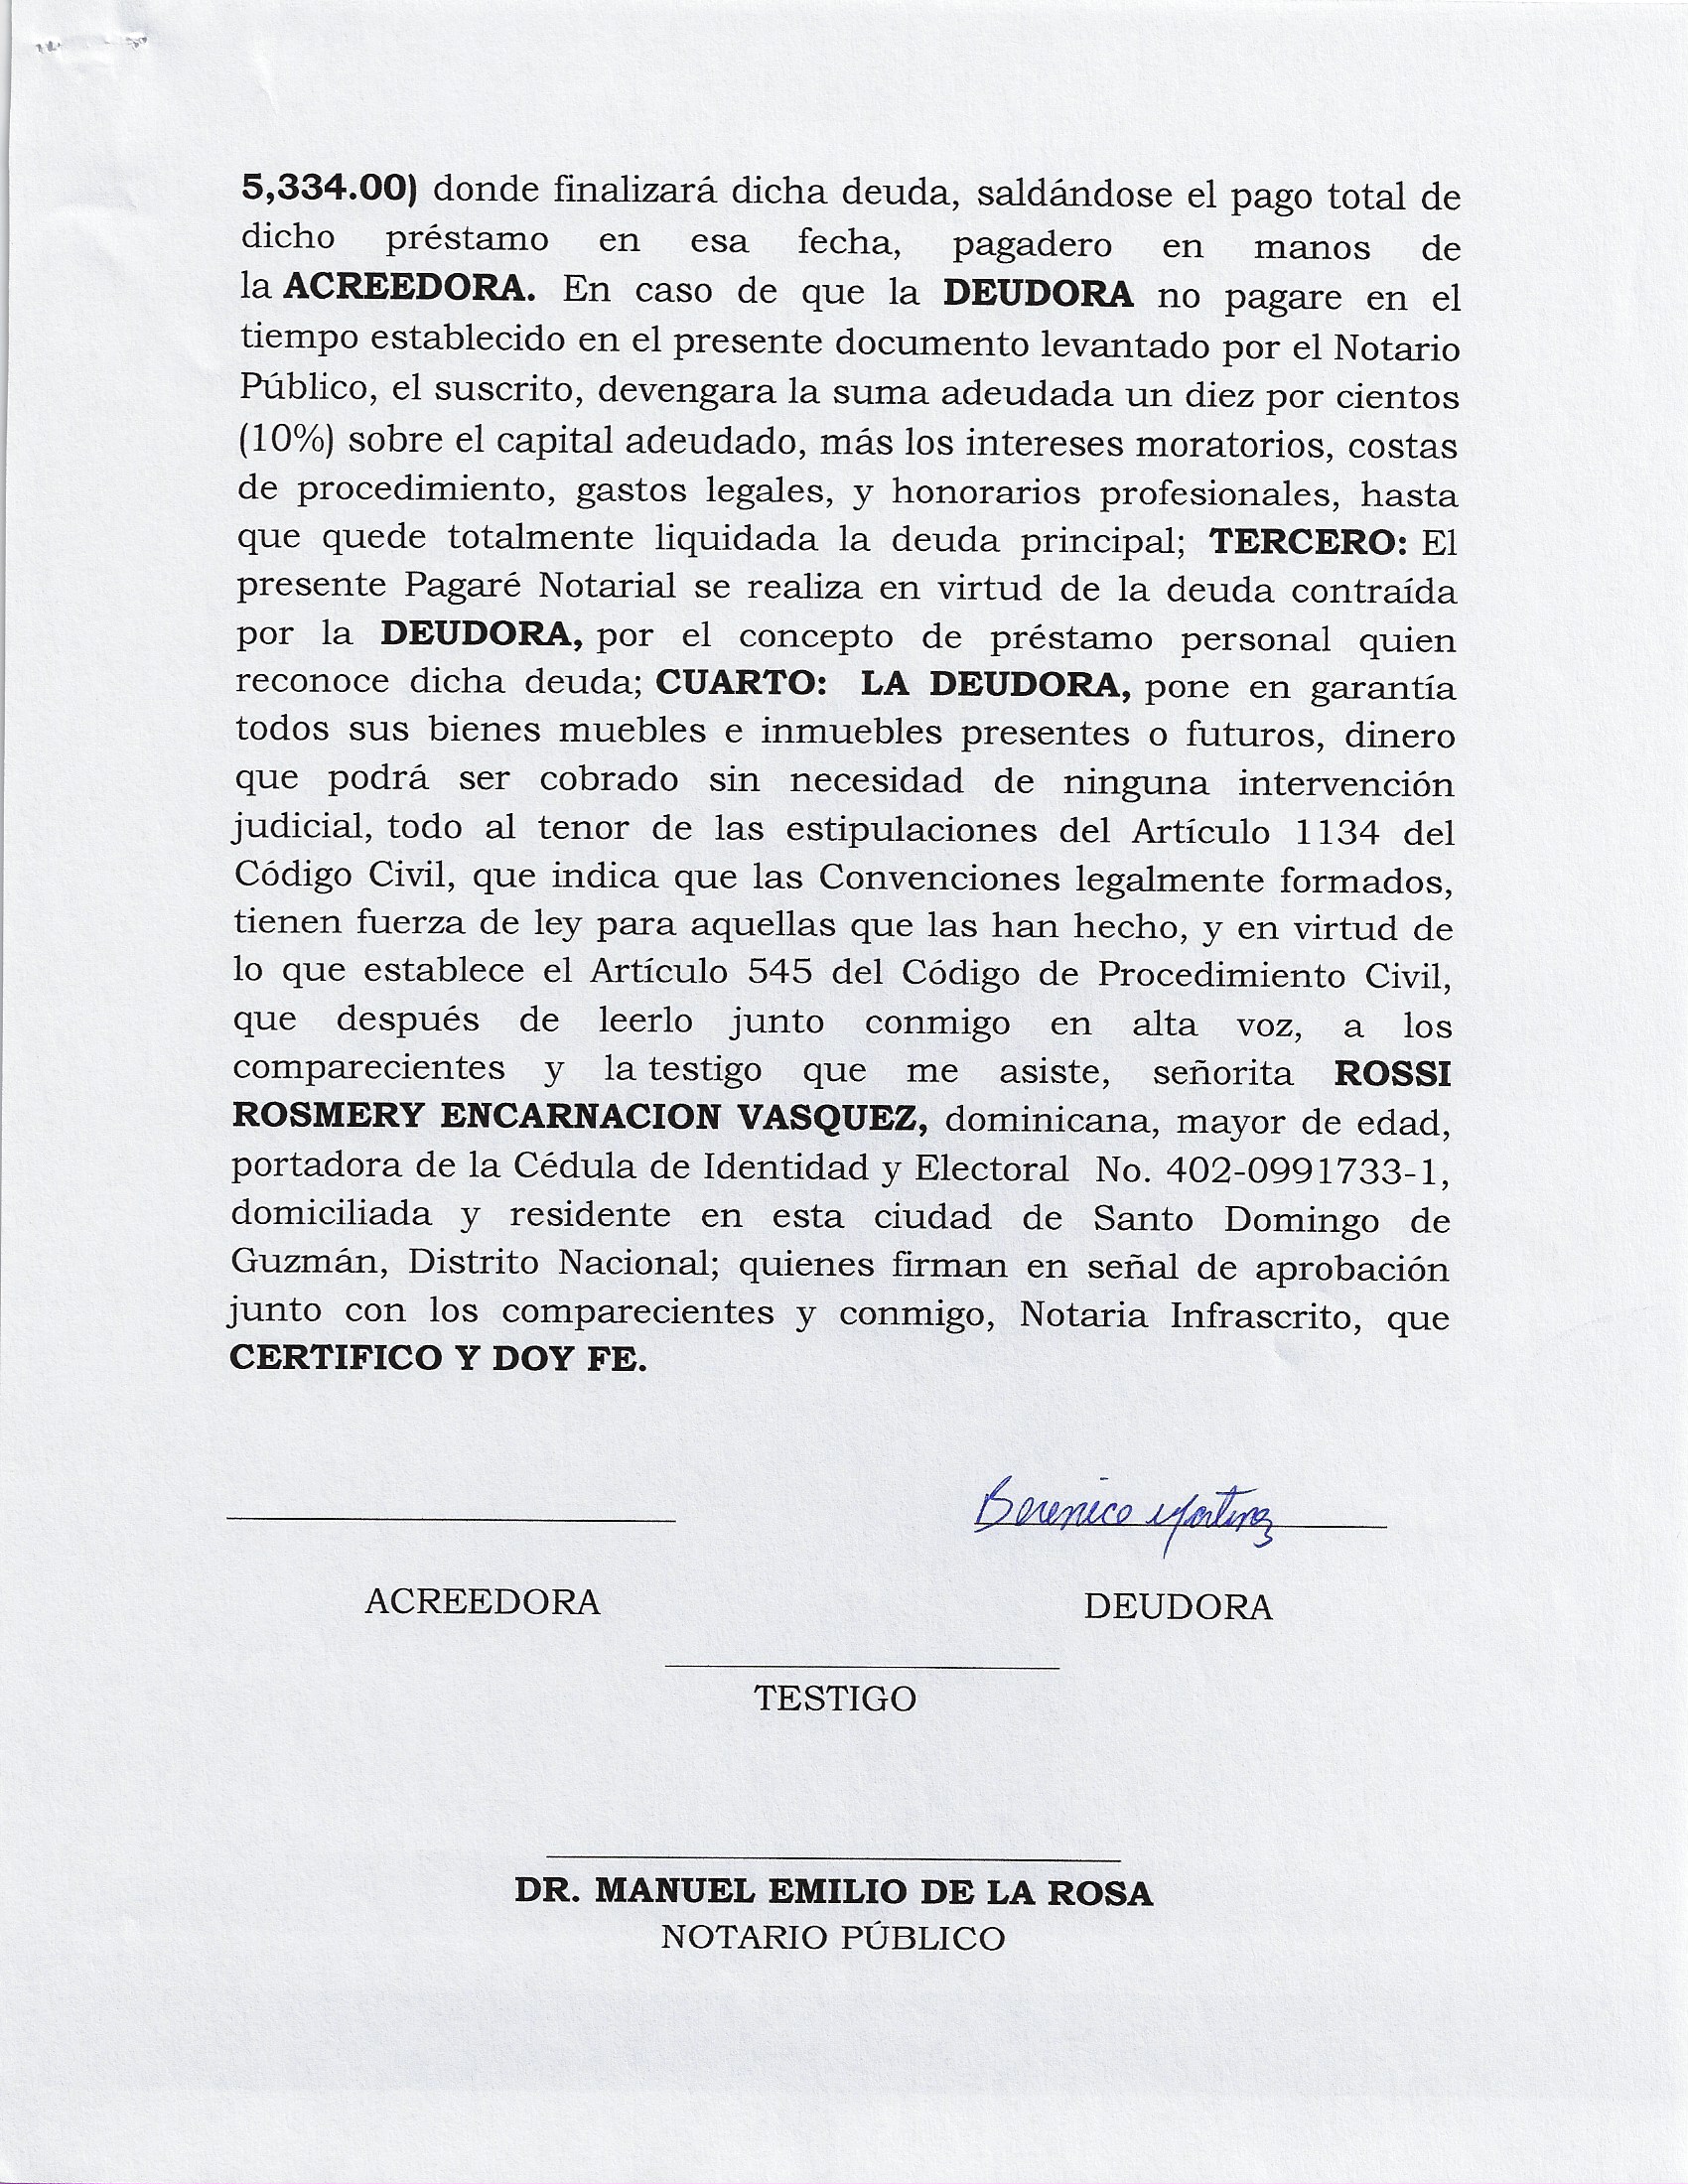 5,334.00) donde finalizará dicha deuda, saldándose el pago total de
dicho préstamo en esa fecha, pagadero en manos de
la ACREEDORA. En caso de que la DEUDORA no pagare en el
tiempo establecido en el presente documento levantado por el Notario
Público, el suscrito, devengara la suma adeudada un diez por cientos
(10%) sobre el capital adeudado, más los intereses moratorios, costas
de procedimiento, gastos legales, y honorarios profesionales, hasta
que quede totalmente liquidada la deuda principal; TERCERO: El
presente Pagaré Notarial se realiza en virtud de la deuda contraída
por la DEUDORA, por el concepto de préstamo personal quien
reconoce dicha deuda; CUARTO: LA DEUDORA, pone en garantía
todos sus bienes muebles e inmuebles presentes o futuros, dinero
que podrá ser cobrado sin necesidad de ninguna intervención
judicial, todo al tenor de las estipulaciones del Artículo 1134 del
Código Civil, que indica que las Convenciones legalmente formados,
tienen fuerza de ley para aquellas que las han hecho, y en virtud de
lo que establece el Artículo 545 del Código de Procedimiento Civil,
que después de leerlo junto conmigo en alta voz, a los
comparecientes y la testigo que me asiste, señorita ROSSI
ROSMERY ENCARNACION VASQUEZ, dominicana, mayor de edad,
portadora de la Cédula de Identidad y Electoral No. 402-0991733-1,
domiciliada y residente en esta ciudad de Santo Domingo de
Guzmán, Distrito Nacional; quienes firman en señal de aprobación
junto con los comparecientes y conmigo, Notaria Infrascrito, que
CERTIFICO Y DOY FE.
Berenice Martinez
ACREEDORA DEUDORA
TESTIGO
DR. MANUEL EMILIO DE LA ROSA
NOTARIO PÚBLICO